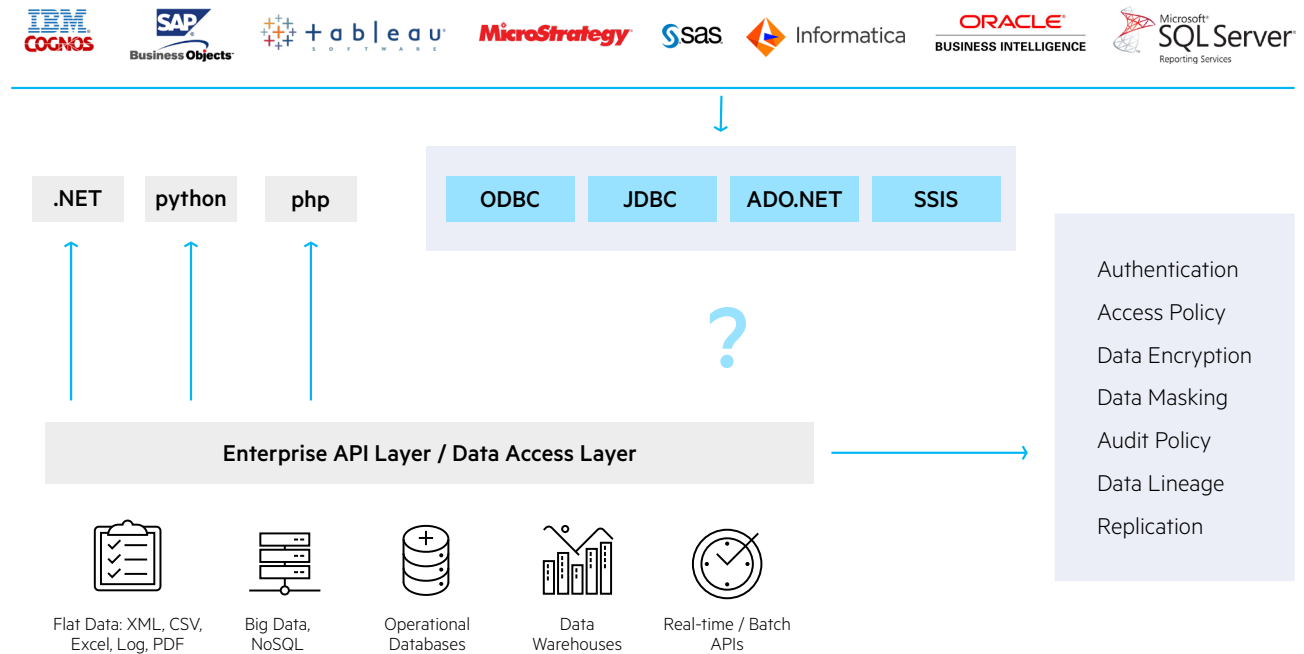 IBM
COGNOS
SAP
Business Objects
+ a b l e a u
S O F T W A R E
MicroStrategy
sas
Informatica
ORACLE
BUSINESS INTELLIGENCE
Microsoft
SQL Server
Reporting Services
.NET
python
php
ODBC
JDBC
ADO.NET
SSIS
?
Authentication
Access Policy
Data Encryption
Data Masking
Audit Policy
Data Lineage
Replication
Enterprise API Layer / Data Access Layer
Flat Data: XML, CSV,
Excel, Log, PDF
Big Data,
NoSQL
Operational
Databases
Data
Warehouses
Real-time / Batch
APIs